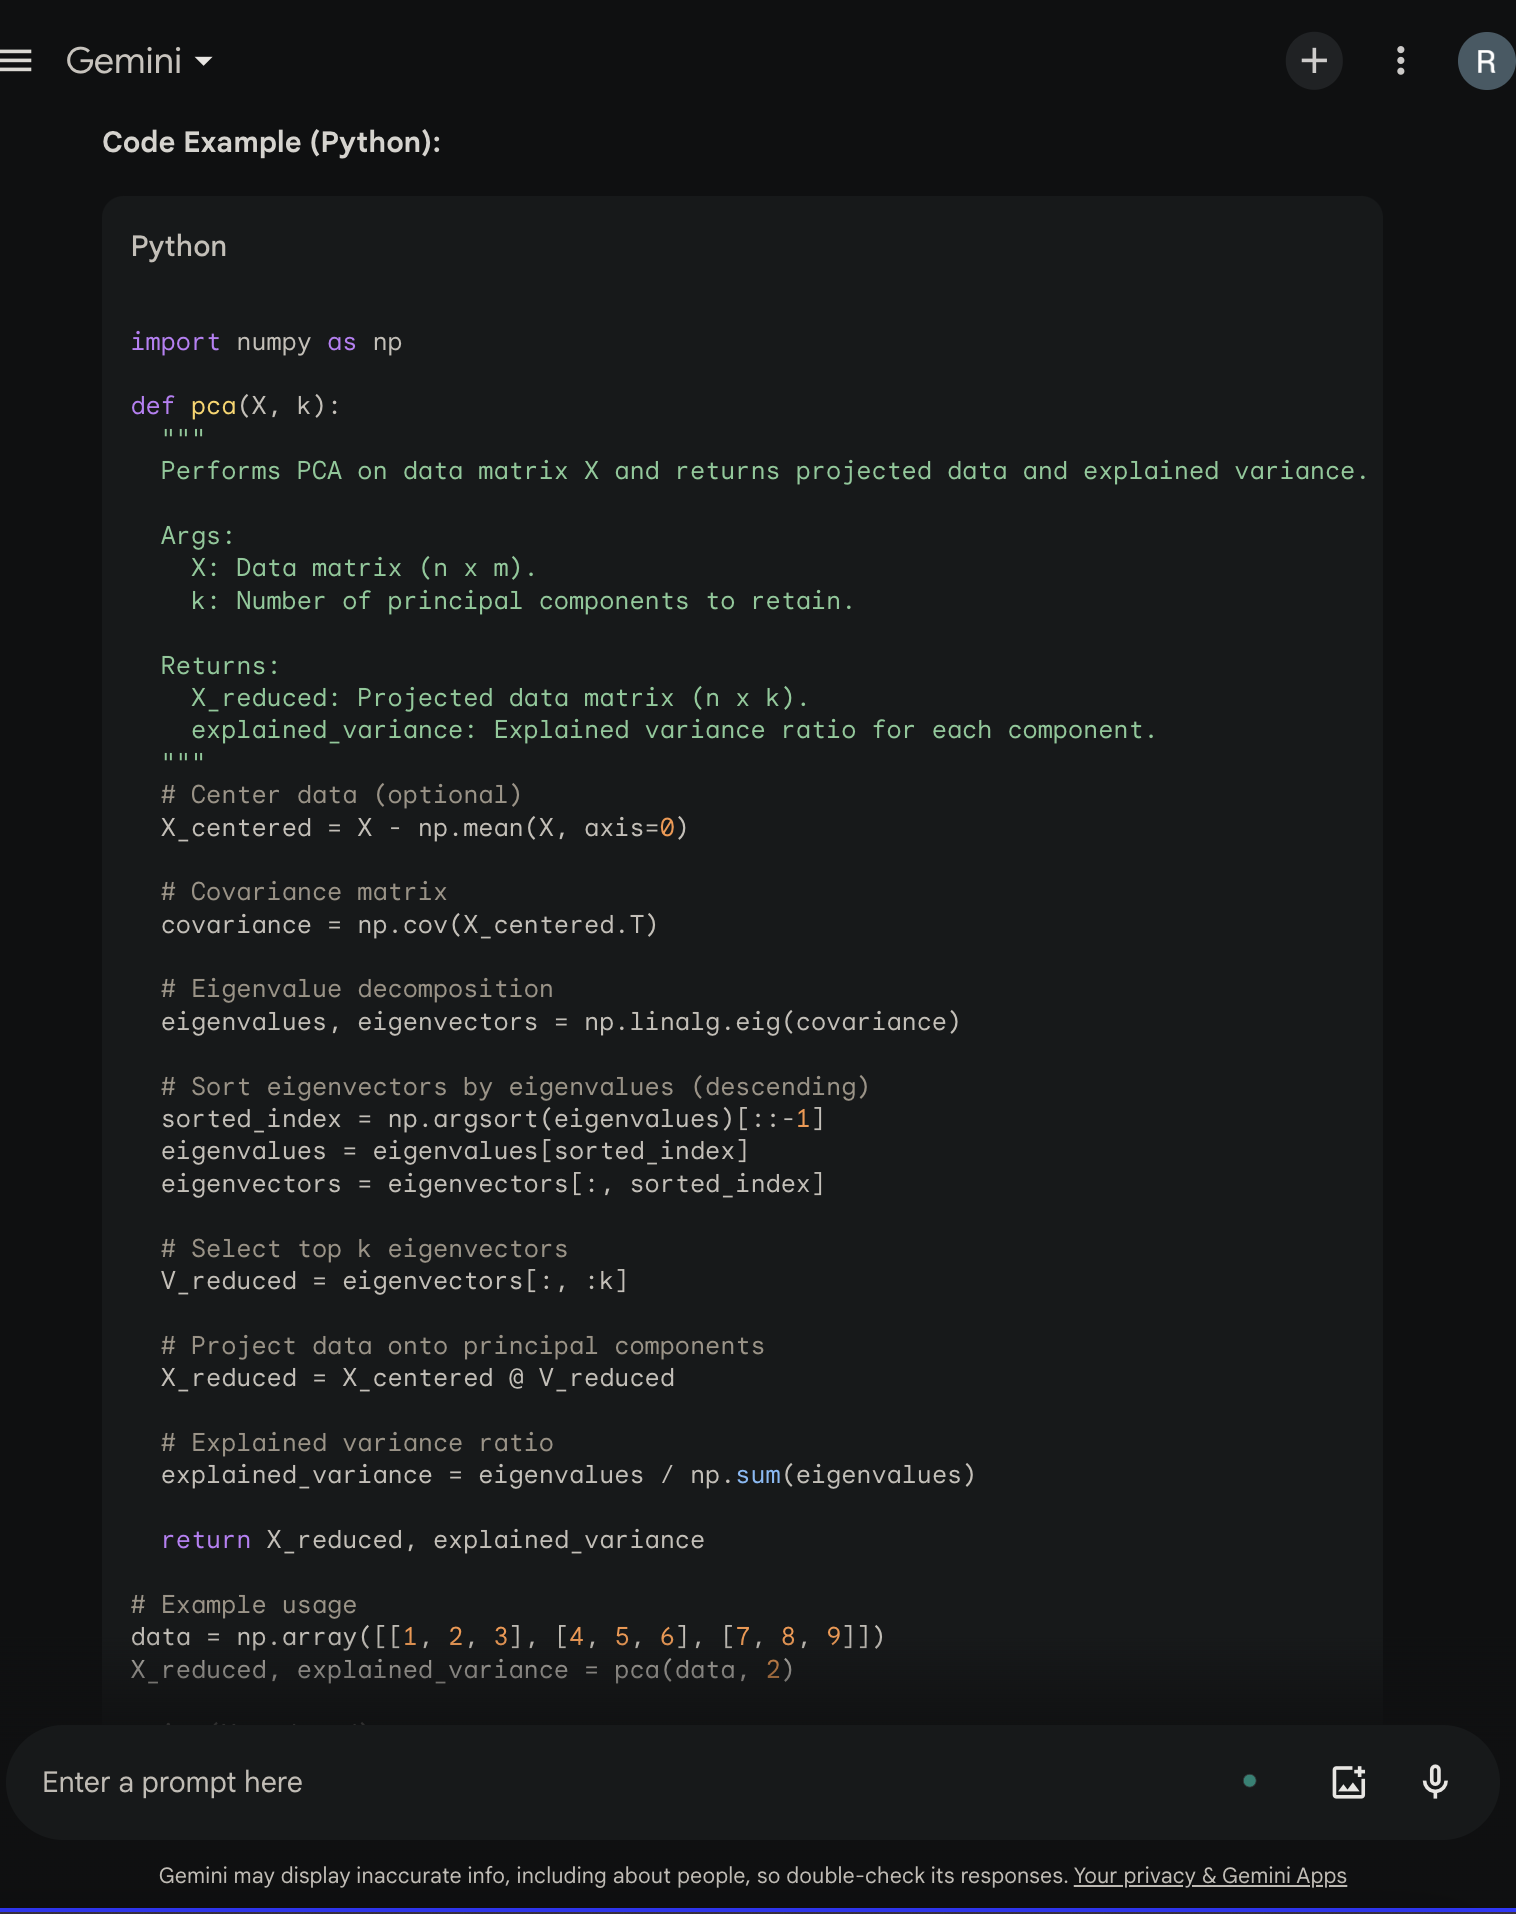 Gemini
R
Code Example (Python):
Python
import numpy as np
def pca(X, k):
"""
Performs PCA on data matrix X and returns projected data and explained variance.
Args:
X: Data matrix (n x m).
k: Number of principal components to retain.
Returns:
X_reduced: Projected data matrix (n x k).
explained_variance: Explained variance ratio for each component.
"""
# Center data (optional)
X_centered = X - np.mean(X, axis=0)
# Covariance matrix
covariance = np.cov(X_centered.T)
# Eigenvalue decomposition
eigenvalues, eigenvectors = np.linalg.eig(covariance)
# Sort eigenvectors by eigenvalues (descending)
sorted_index = np.argsort(eigenvalues)[::-1]
eigenvalues = eigenvalues[sorted_index]
eigenvectors = eigenvectors[:, sorted_index]
# Select top k eigenvectors
V_reduced = eigenvectors[:, :k]
# Project data onto principal components
X_reduced = X_centered @ V_reduced
# Explained variance ratio
explained_variance = eigenvalues / np.sum(eigenvalues)
return X_reduced, explained_variance
# Example usage
data = np.array([[1, 2, 3], [4, 5, 6], [7, 8, 9]])
X_reduced, explained_variance = pca(data, 2)
Enter a prompt here
Gemini may display inaccurate info, including about people, so double-check its responses. Your privacy & Gemini Apps